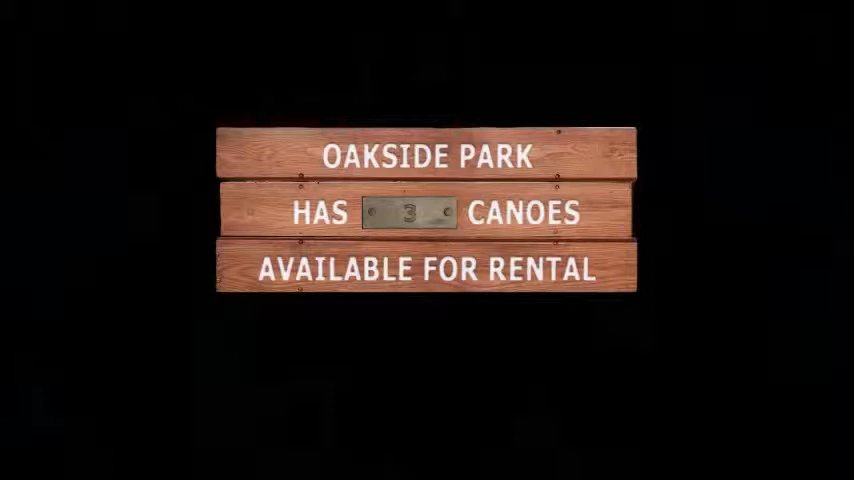 OAKSIDE PARK
HAS 3 CANOES
AVAILABLE FOR RENTAL